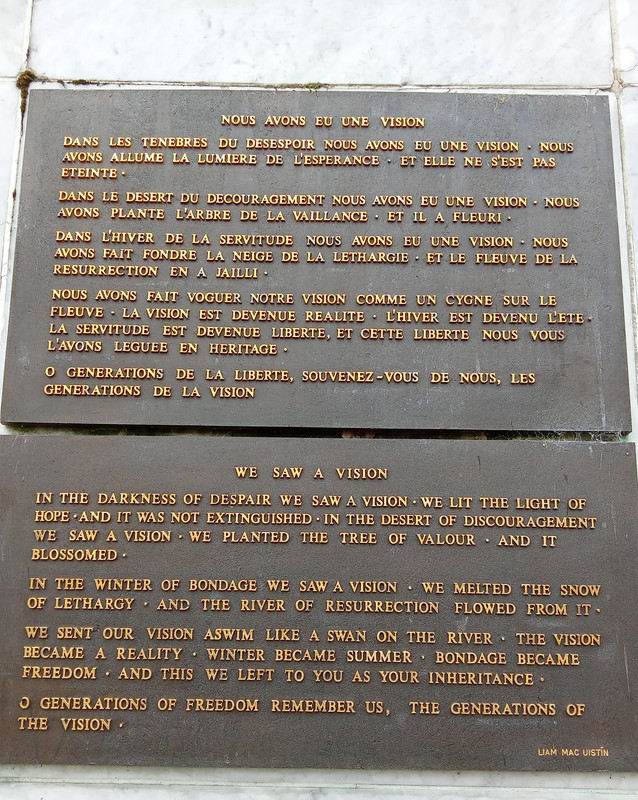 NOUS AVONS EU UNE VISION
DANS LES TENEBRES DU DESESPOIR NOUS AVONS EU UNE VISION · NOUS
AVONS ALLUME LA LUMIERE DE L'ESPERANCE · ET ELLE NE S'EST PAS
ETEINTE ·
DANS LE DESERT DU DECOURAGEMENT NOUS AVONS EU UNE VISION · NOUS
AVONS PLANTE L'ARBRE DE LA VAILLANCE · ET IL A FLEURI ·
DANS L'HIVER DE LA SERVITUDE NOUS AVONS EU UNE VISION · NOUS
AVONS FAIT FONDRE LA NEIGE DE LA LETHARGIE · ET LE FLEUVE DE LA
RESURRECTION EN A JAILLI ·
NOUS AVONS FAIT VOGUER NOTRE VISION COMME UN CYGNE SUR LE
FLEUVE · LA VISION EST DEVENUE REALITE · L'HIVER EST DEVENU L'ETE ·
LA SERVITUDE EST DEVENUE LIBERTE, ET CETTE LIBERTE NOUS VOUS
L'AVONS LEGUEE EN HERITAGE ·
O GENERATIONS DE LA LIBERTE, SOUVENEZ-VOUS DE NOUS, LES
GENERATIONS DE LA VISION
WE SAW A VISION
IN THE DARKNESS OF DESPAIR WE SAW A VISION · WE LIT THE LIGHT OF
HOPE · AND IT WAS NOT EXTINGUISHED · IN THE DESERT OF DISCOURAGEMENT
WE SAW A VISION · WE PLANTED THE TREE OF VALOUR · AND IT
BLOSSOMED ·
IN THE WINTER OF BONDAGE WE SAW A VISION · WE MELTED THE SNOW
OF LETHARGY · AND THE RIVER OF RESURRECTION FLOWED FROM IT ·
WE SENT OUR VISION ASWIM LIKE A SWAN ON THE RIVER · THE VISION
BECAME A REALITY · WINTER BECAME SUMMER · BONDAGE BECAME
FREEDOM · AND THIS WE LEFT TO YOU AS YOUR INHERITANCE ·
O GENERATIONS OF FREEDOM REMEMBER US, THE GENERATIONS OF
THE VISION ·
LIAM MAC UISTÍN